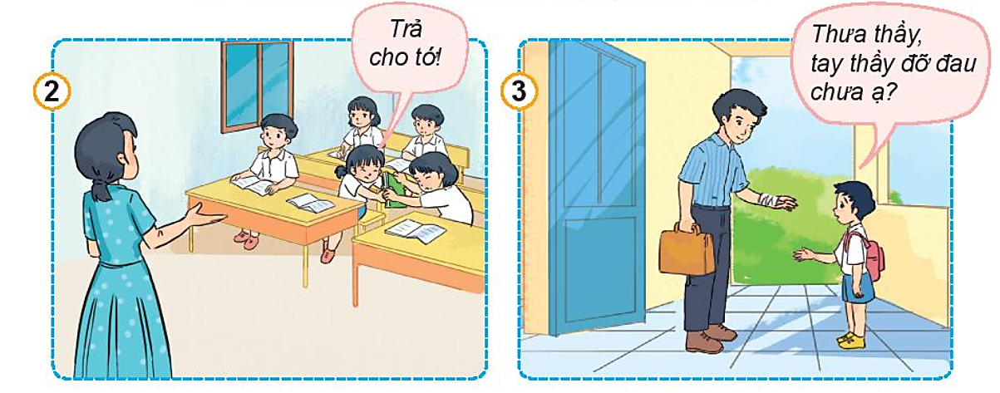 2
Trả
cho tớ!
3
Thưa thầy,
tay thầy đỡ đau
chưa ạ?